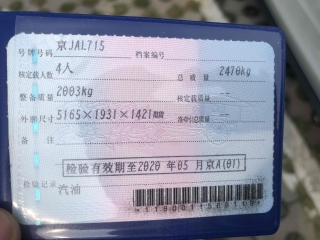 号牌号码 京JAL715 档案编号
核定载人数 4人 总质量 2470kg
整备质量 2003kg 核定载质量 --
外廓尺寸 5165×1931×1421mm 准牵引总质量 --
备注
检验有效期至2020年05月京A(01)
检验记录 汽油